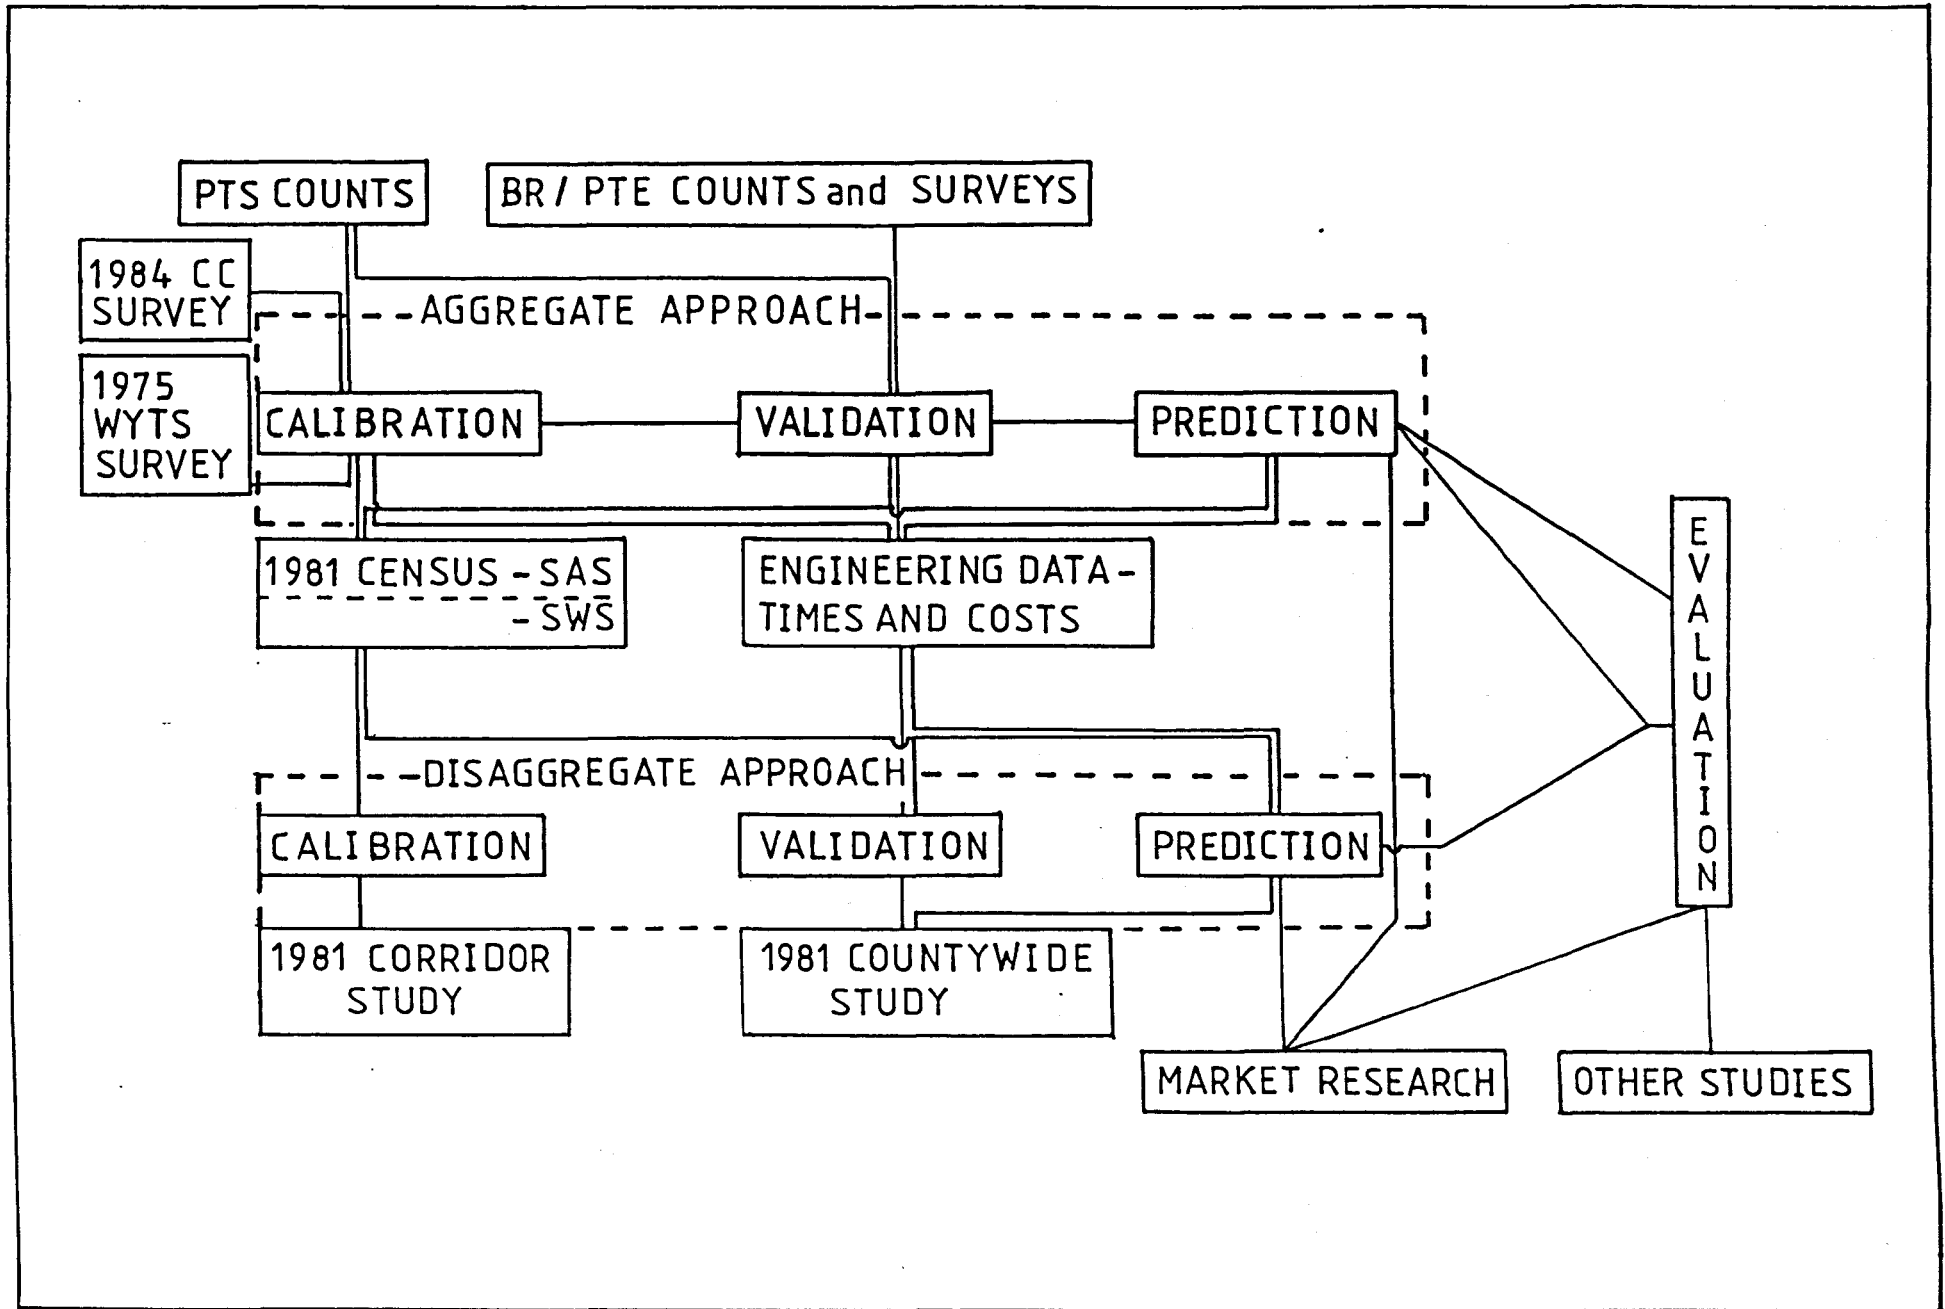 PTS COUNTS
BR / PTE COUNTS and SURVEYS
1984 CC
SURVEY
AGGREGATE APPROACH
1975
WYTS
SURVEY
CALIBRATION
VALIDATION
PREDICTION
1981 CENSUS - SAS
- SWS
ENGINEERING DATA -
TIMES AND COSTS
EVALUATION
DISAGGREGATE APPROACH
CALIBRATION
VALIDATION
PREDICTION
1981 CORRIDOR
STUDY
1981 COUNTYWIDE
STUDY
MARKET RESEARCH
OTHER STUDIES